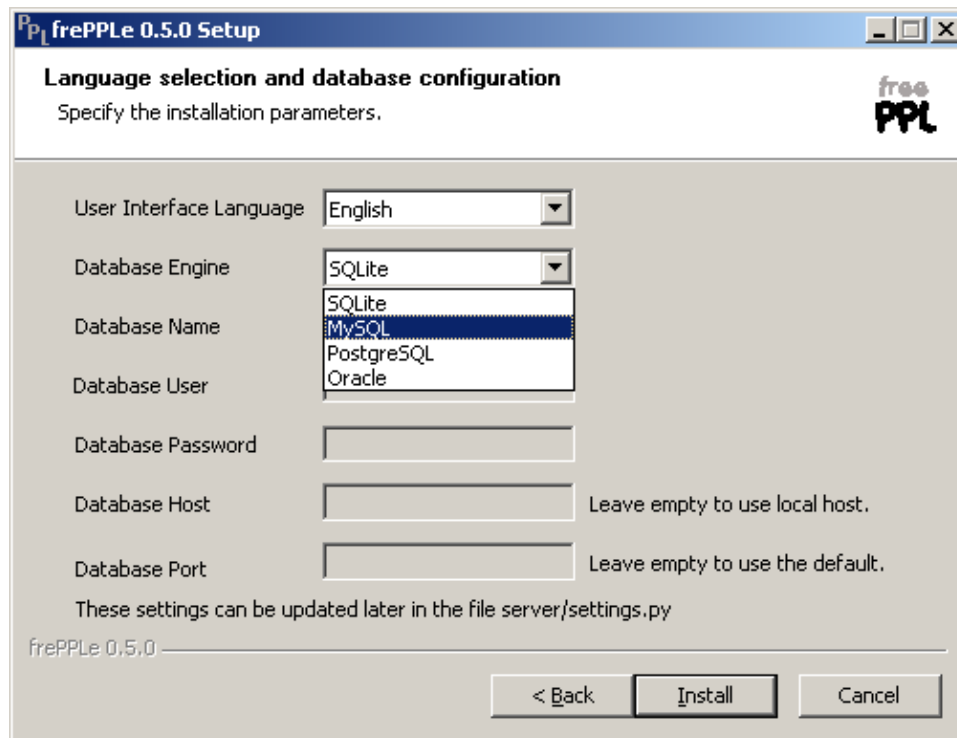 PPL frePPLe 0.5.0 Setup
Language selection and database configuration
Specify the installation parameters.
free
PPL
User Interface Language English
Database Engine SQLite
SQLite
Database Name MySQL
PostgreSQL
Database User Oracle
Database Password
Database Host Leave empty to use local host.
Database Port Leave empty to use the default.
These settings can be updated later in the file server/settings.py
frePPLe 0.5.0
< Back Install Cancel